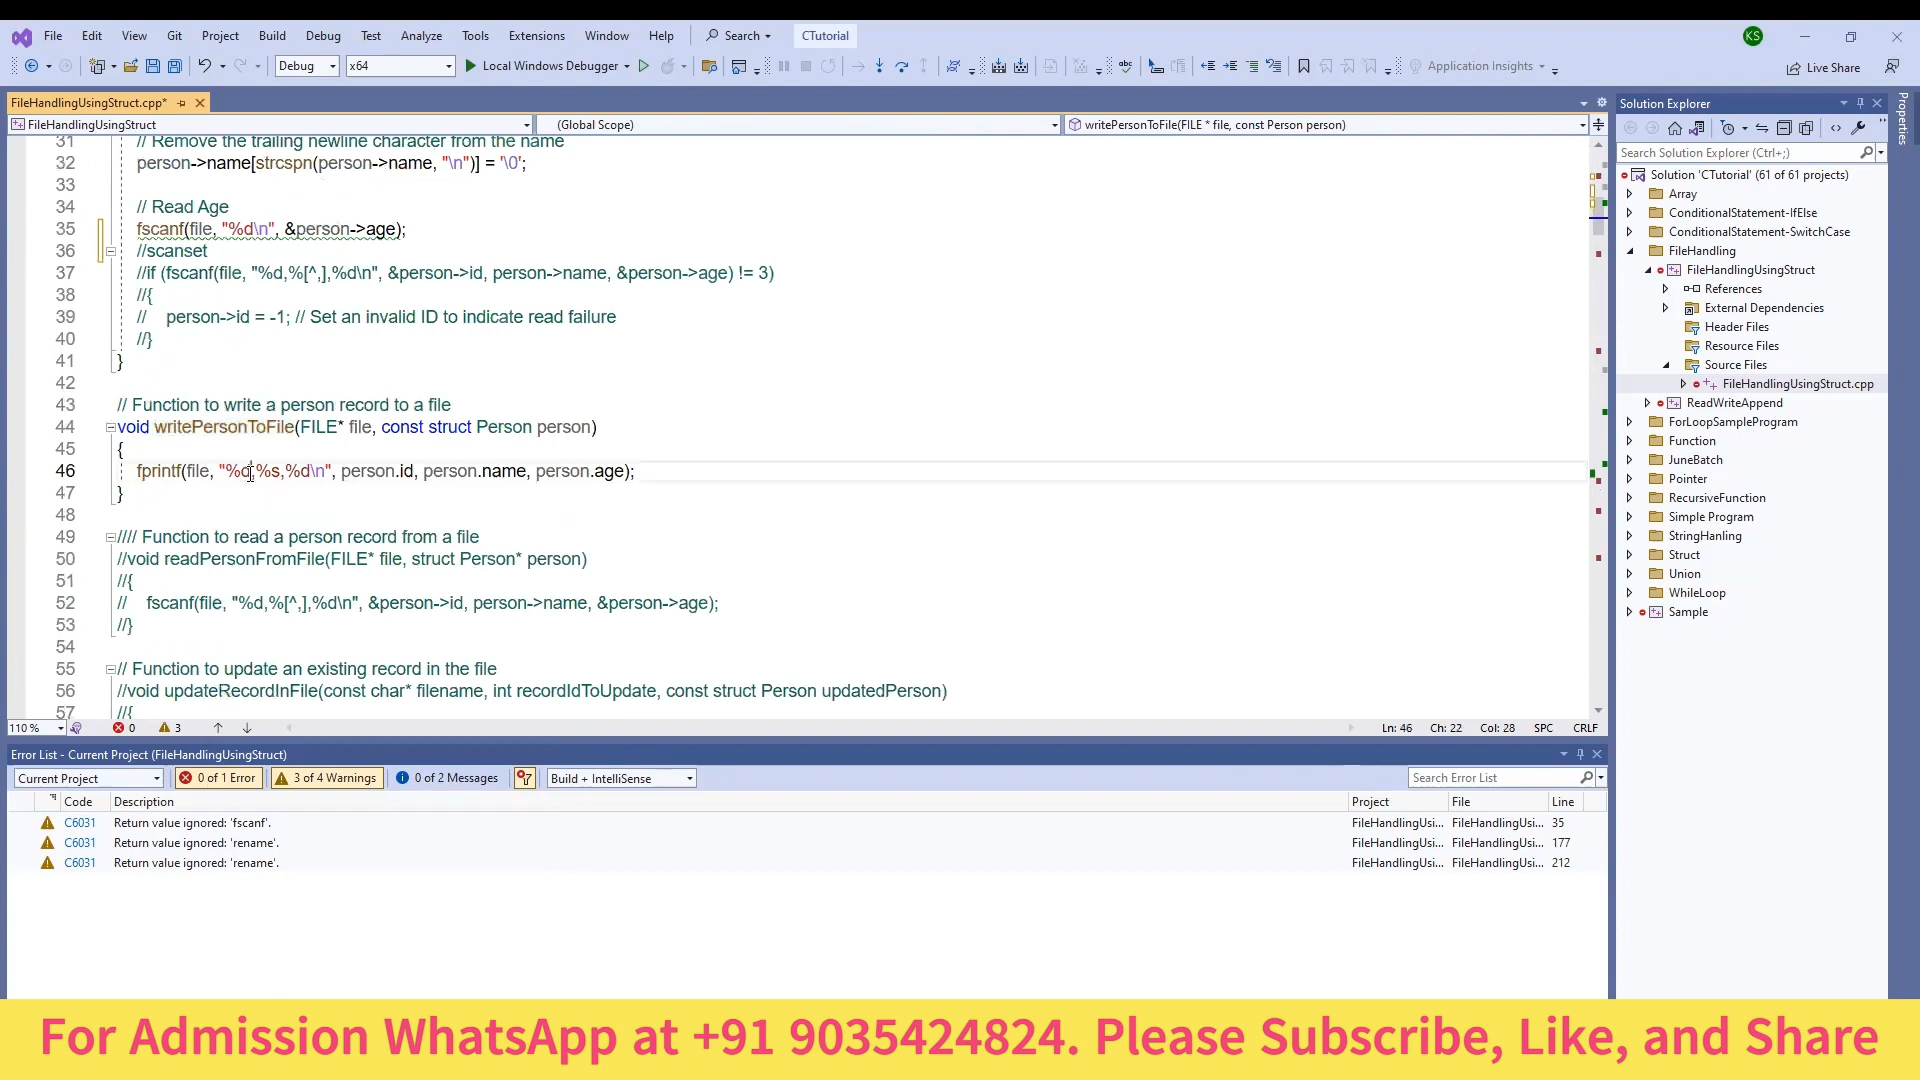 File Edit View Git Project Build Debug Test Analyze Tools Extensions Window Help Search CTutorial KS
Debug x64 Local Windows Debugger Application Insights Live Share
FileHandlingUsingStruct.cpp*
FileHandlingUsingStruct (Global Scope) writePersonToFile(FILE * file, const Person person)
31 // Remove the trailing newline character from the name
32 person->name[strcspn(person->name, "\n")] = '\0';
33
34 // Read Age
35 fscanf(file, "%d\n", &person->age);
36 //scanset
37 //if (fscanf(file, "%d,%[^,],%d\n", &person->id, person->name, &person->age) != 3)
38 //{
39 // person->id = -1; // Set an invalid ID to indicate read failure
40 //}
41 }
42
43 // Function to write a person record to a file
44 void writePersonToFile(FILE* file, const struct Person person)
45 {
46 fprintf(file, "%d,%s,%d\n", person.id, person.name, person.age);
47 }
48
49 //// Function to read a person record from a file
50 //void readPersonFromFile(FILE* file, struct Person* person)
51 //{
52 // fscanf(file, "%d,%[^,],%d\n", &person->id, person->name, &person->age);
53 //}
54
55 // Function to update an existing record in the file
56 //void updateRecordInFile(const char* filename, int recordIdToUpdate, const struct Person updatedPerson)
57 //{
110 % 0 3 Ln: 46 Ch: 22 Col: 28 SPC CRLF
Error List - Current Project (FileHandlingUsingStruct)
Current Project 0 of 1 Error 3 of 4 Warnings 0 of 2 Messages Build + IntelliSense Search Error List
Code Description Project File Line
C6031 Return value ignored: 'fscanf'. FileHandlingUsi... FileHandlingUsi... 35
C6031 Return value ignored: 'rename'. FileHandlingUsi... FileHandlingUsi... 177
C6031 Return value ignored: 'rename'. FileHandlingUsi... FileHandlingUsi... 212
Solution Explorer
Search Solution Explorer (Ctrl+;)
Solution 'CTutorial' (61 of 61 projects)
Array
ConditionalStatement-IfElse
ConditionalStatement-SwitchCase
FileHandling
FileHandlingUsingStruct
References
External Dependencies
Header Files
Resource Files
Source Files
FileHandlingUsingStruct.cpp
ReadWriteAppend
ForLoopSampleProgram
Function
JuneBatch
Pointer
RecursiveFunction
Simple Program
StringHanling
Struct
Union
WhileLoop
Sample
Properties
For Admission WhatsApp at +91 9035424824. Please Subscribe, Like, and Share